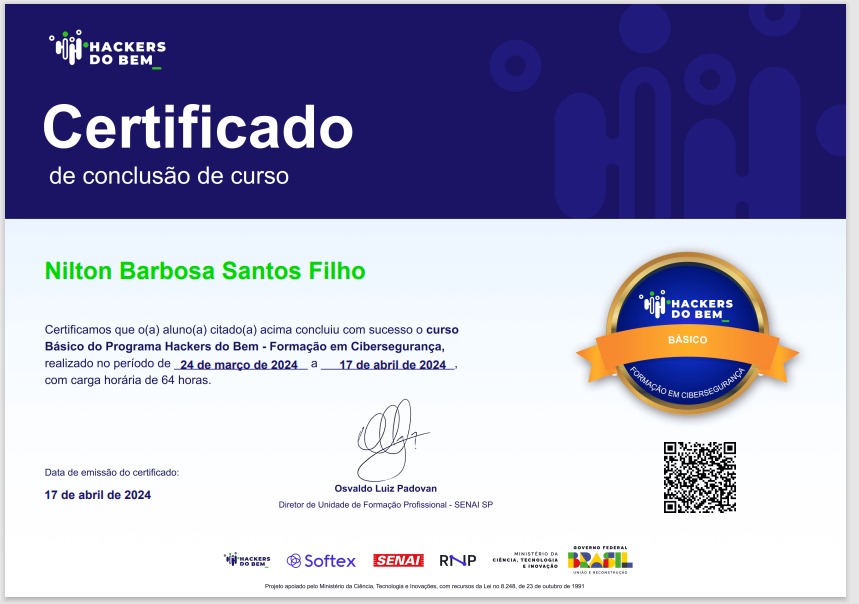 HACKERS
DO BEM_
Certificado
de conclusão de curso
Nilton Barbosa Santos Filho
Certificamos que o(a) aluno(a) citado(a) acima concluiu com sucesso o curso
Básico do Programa Hackers do Bem - Formação em Cibersegurança,
realizado no período de 24 de março de 2024 a 17 de abril de 2024,
com carga horária de 64 horas.
HACKERS
DO BEM_
BÁSICO
FORMAÇÃO EM CIBERSEGURANÇA
Data de emissão do certificado:
17 de abril de 2024
Osvaldo Luiz Padovan
Diretor de Unidade de Formação Profissional - SENAI SP
HACKERS
DO BEM_
Softex
SENAI
RNP
MINISTÉRIO DA
CIÊNCIA, TECNOLOGIA
E INOVAÇÃO
GOVERNO FEDERAL
BRASIL
UNIÃO E RECONSTRUÇÃO
Projeto apoiado pelo Ministério da Ciência, Tecnologia e Inovações, com recursos da Lei no 8.248, de 23 de outubro de 1991